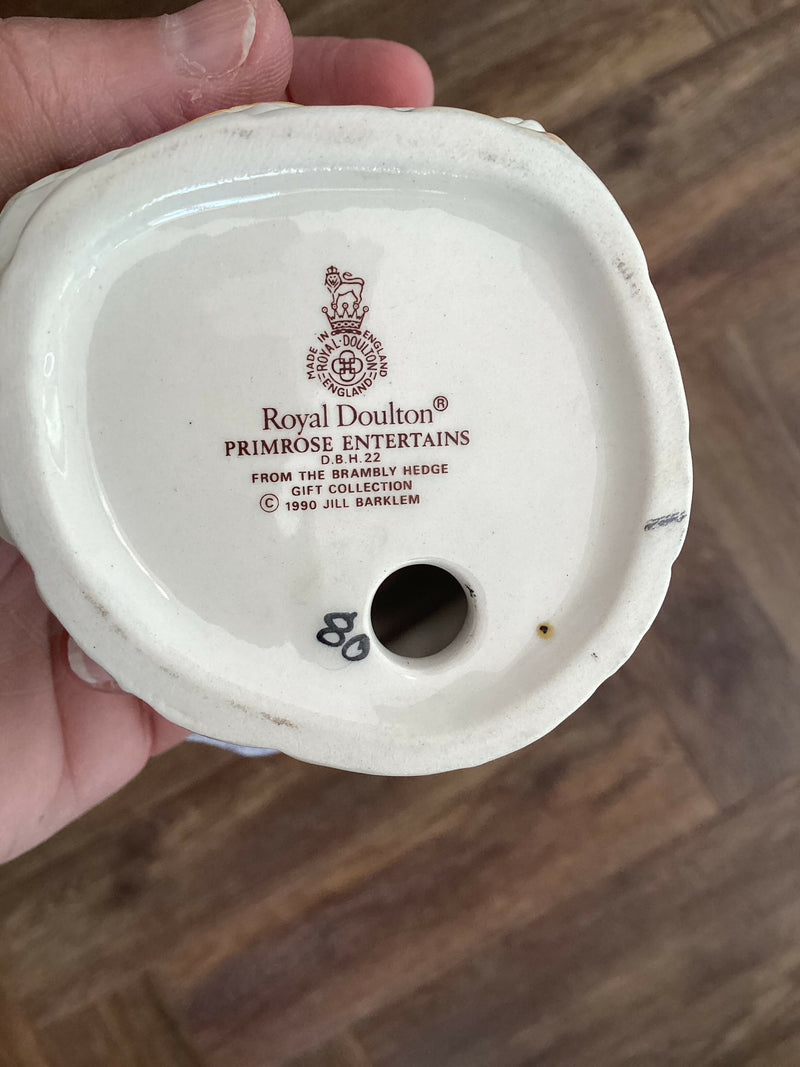 MADE IN ENGLAND
ROYAL·DOULTON
ENGLAND
Royal Doulton®
PRIMROSE ENTERTAINS
D.B.H.22
FROM THE BRAMBLY HEDGE
GIFT COLLECTION
© 1990 JILL BARKLEM
80